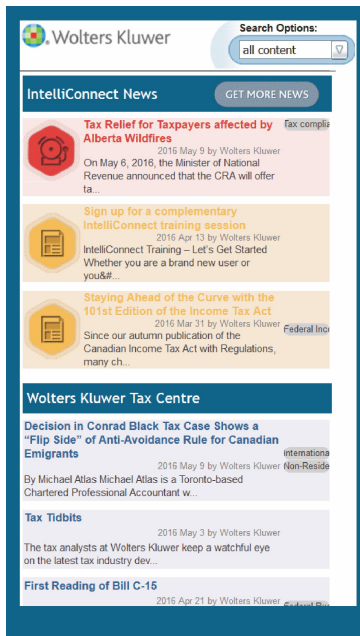 Search Options:
Wolters Kluwer
all content
IntelliConnect News
GET MORE NEWS
Tax Relief for Taxpayers affected by
Alberta Wildfires
Tax complia
2016 May 9 by Wolters Kluwer
On May 6, 2016, the Minister of National
Revenue announced that the CRA will offer
ta...
Sign up for a complementary
IntelliConnect training session
2016 Apr 13 by Wolters Kluwer
IntelliConnect Training – Let's Get Started
Whether you are a brand new user or
you&#...
Staying Ahead of the Curve with the
101st Edition of the Income Tax Act
2016 Mar 31 by Wolters Kluwer
Federal Inc
Since our autumn publication of the
Canadian Income Tax Act with Regulations,
many ch...
Wolters Kluwer Tax Centre
Decision in Conrad Black Tax Case Shows a
“Flip Side” of Anti-Avoidance Rule for Canadian
Emigrants
Internationa
2016 May 9 by Wolters Kluwer
Non-Reside
By Michael Atlas Michael Atlas is a Toronto-based
Chartered Professional Accountant w...
Tax Tidbits
2016 May 3 by Wolters Kluwer
The tax analysts at Wolters Kluwer keep a watchful eye
on the latest tax industry dev...
First Reading of Bill C-15
2016 Apr 21 by Wolters Kluwer